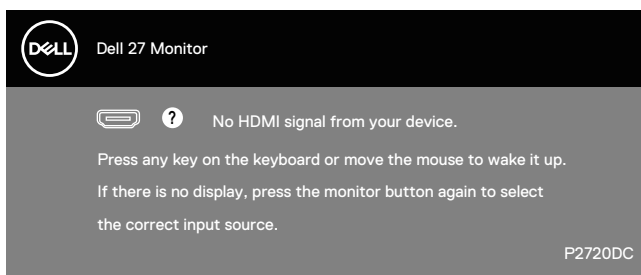 DELL
Dell 27 Monitor
? No HDMI signal from your device.
Press any key on the keyboard or move the mouse to wake it up.
If there is no display, press the monitor button again to select
the correct input source.
P2720DC